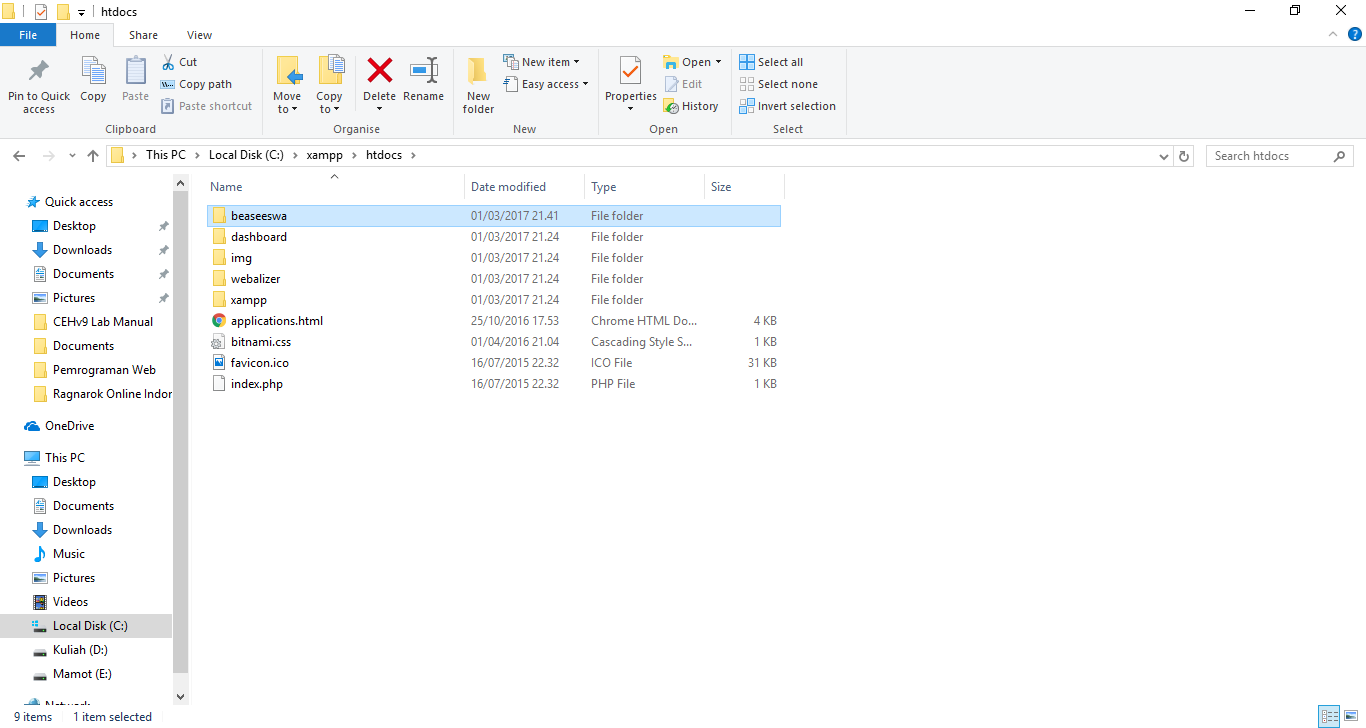 htdocs
File Home Share View
Pin to Quick access
Copy
Paste
Cut
Copy path
Paste shortcut
Clipboard
Move to
Copy to
Delete
Rename
Organise
New folder
New item
Easy access
New
Properties
Open
Edit
History
Open
Select all
Select none
Invert selection
Select
This PC Local Disk (C:) xampp htdocs
Search htdocs
Quick access
Desktop
Downloads
Documents
Pictures
CEHv9 Lab Manual
Documents
Pemrograman Web
Ragnarok Online Indor
OneDrive
This PC
Desktop
Documents
Downloads
Music
Pictures
Videos
Local Disk (C:)
Kuliah (D:)
Mamot (E:)
Network
Name Date modified Type Size
beaseeswa 01/03/2017 21.41 File folder
dashboard 01/03/2017 21.24 File folder
img 01/03/2017 21.24 File folder
webalizer 01/03/2017 21.24 File folder
xampp 01/03/2017 21.24 File folder
applications.html 25/10/2016 17.53 Chrome HTML Do... 4 KB
bitnami.css 01/04/2016 21.04 Cascading Style S... 1 KB
favicon.ico 16/07/2015 22.32 ICO File 31 KB
index.php 16/07/2015 22.32 PHP File 1 KB
9 items 1 item selected